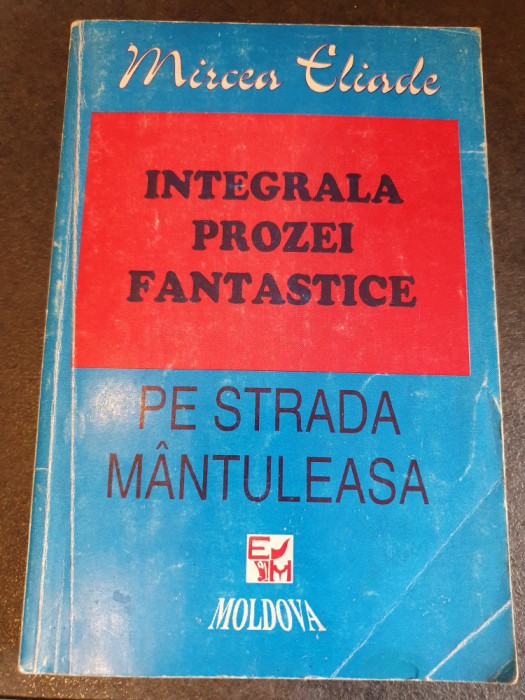 Mircea Eliade
INTEGRALA
PROZEI
FANTASTICE
PE STRADA
MÂNTULEASA
E
M
MOLDOVA